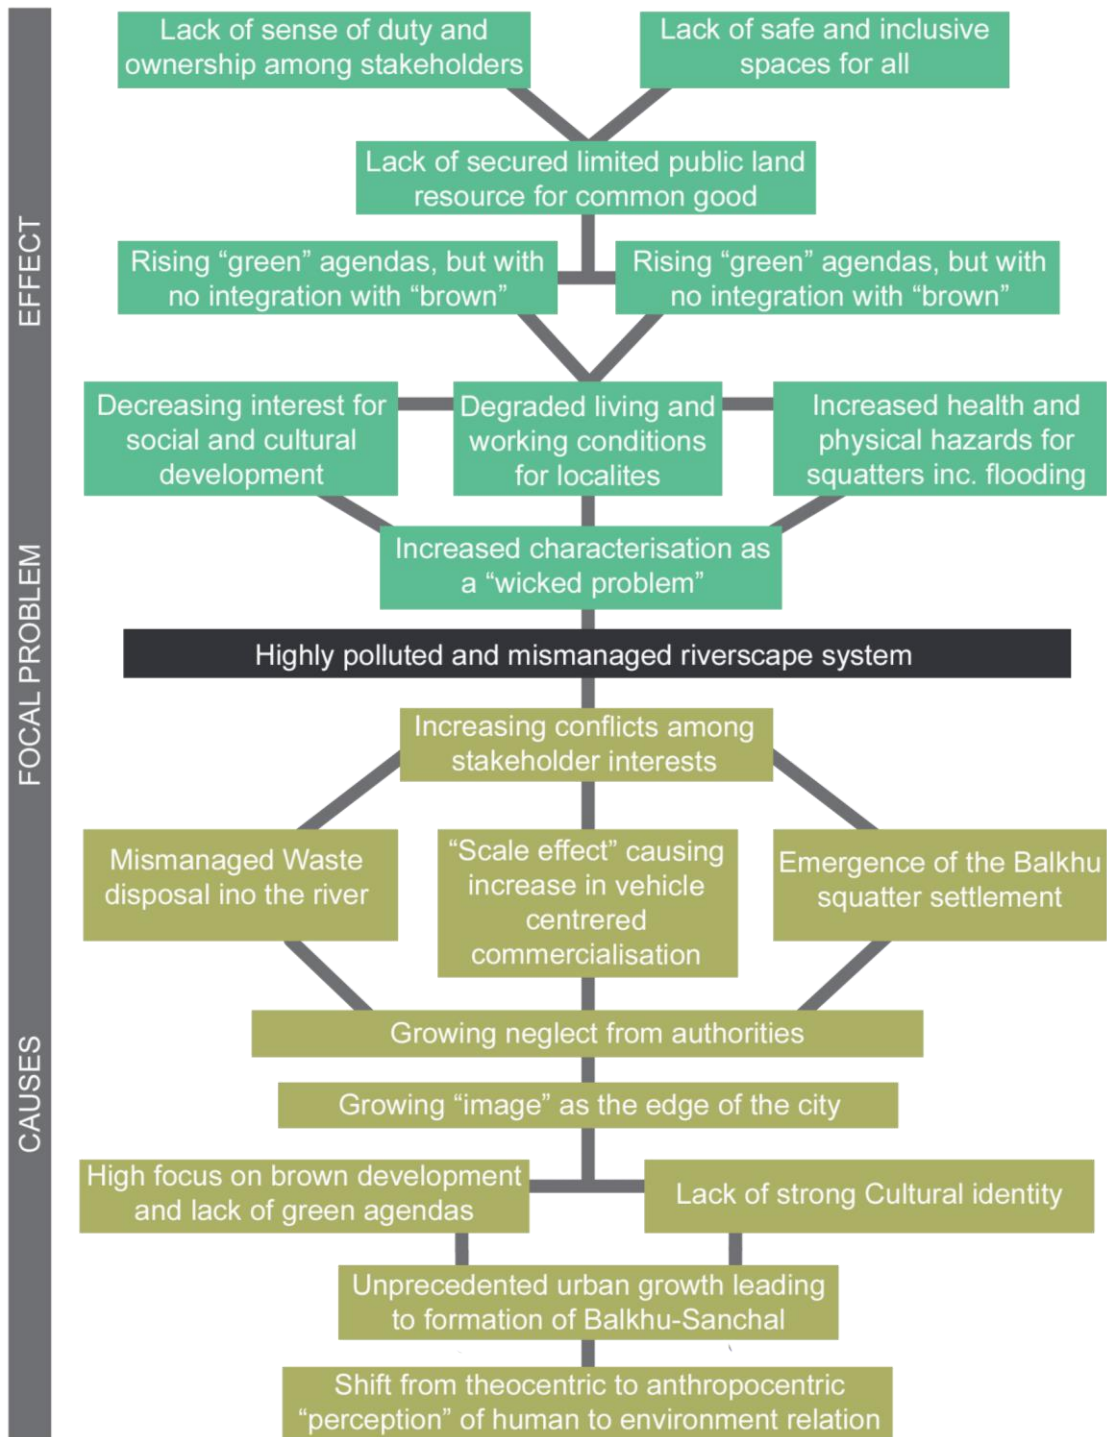 EFFECT
FOCAL PROBLEM
CAUSES
Lack of sense of duty and
ownership among stakeholders
Lack of safe and inclusive
spaces for all
Lack of secured limited public land
resource for common good
Rising “green” agendas, but with
no integration with “brown”
Rising “green” agendas, but with
no integration with “brown”
Decreasing interest for
social and cultural
development
Degraded living and
working conditions
for localites
Increased health and
physical hazards for
squatters inc. flooding
Increased characterisation as
a “wicked problem”
Highly polluted and mismanaged riverscape system
Increasing conflicts among
stakeholder interests
Mismanaged Waste
disposal ino the river
“Scale effect” causing
increase in vehicle
centrered
commercialisation
Emergence of the Balkhu
squatter settlement
Growing neglect from authorities
Growing “image” as the edge of the city
High focus on brown development
and lack of green agendas
Lack of strong Cultural identity
Unprecedented urban growth leading
to formation of Balkhu-Sanchal
Shift from theocentric to anthropocentric
“perception” of human to environment relation